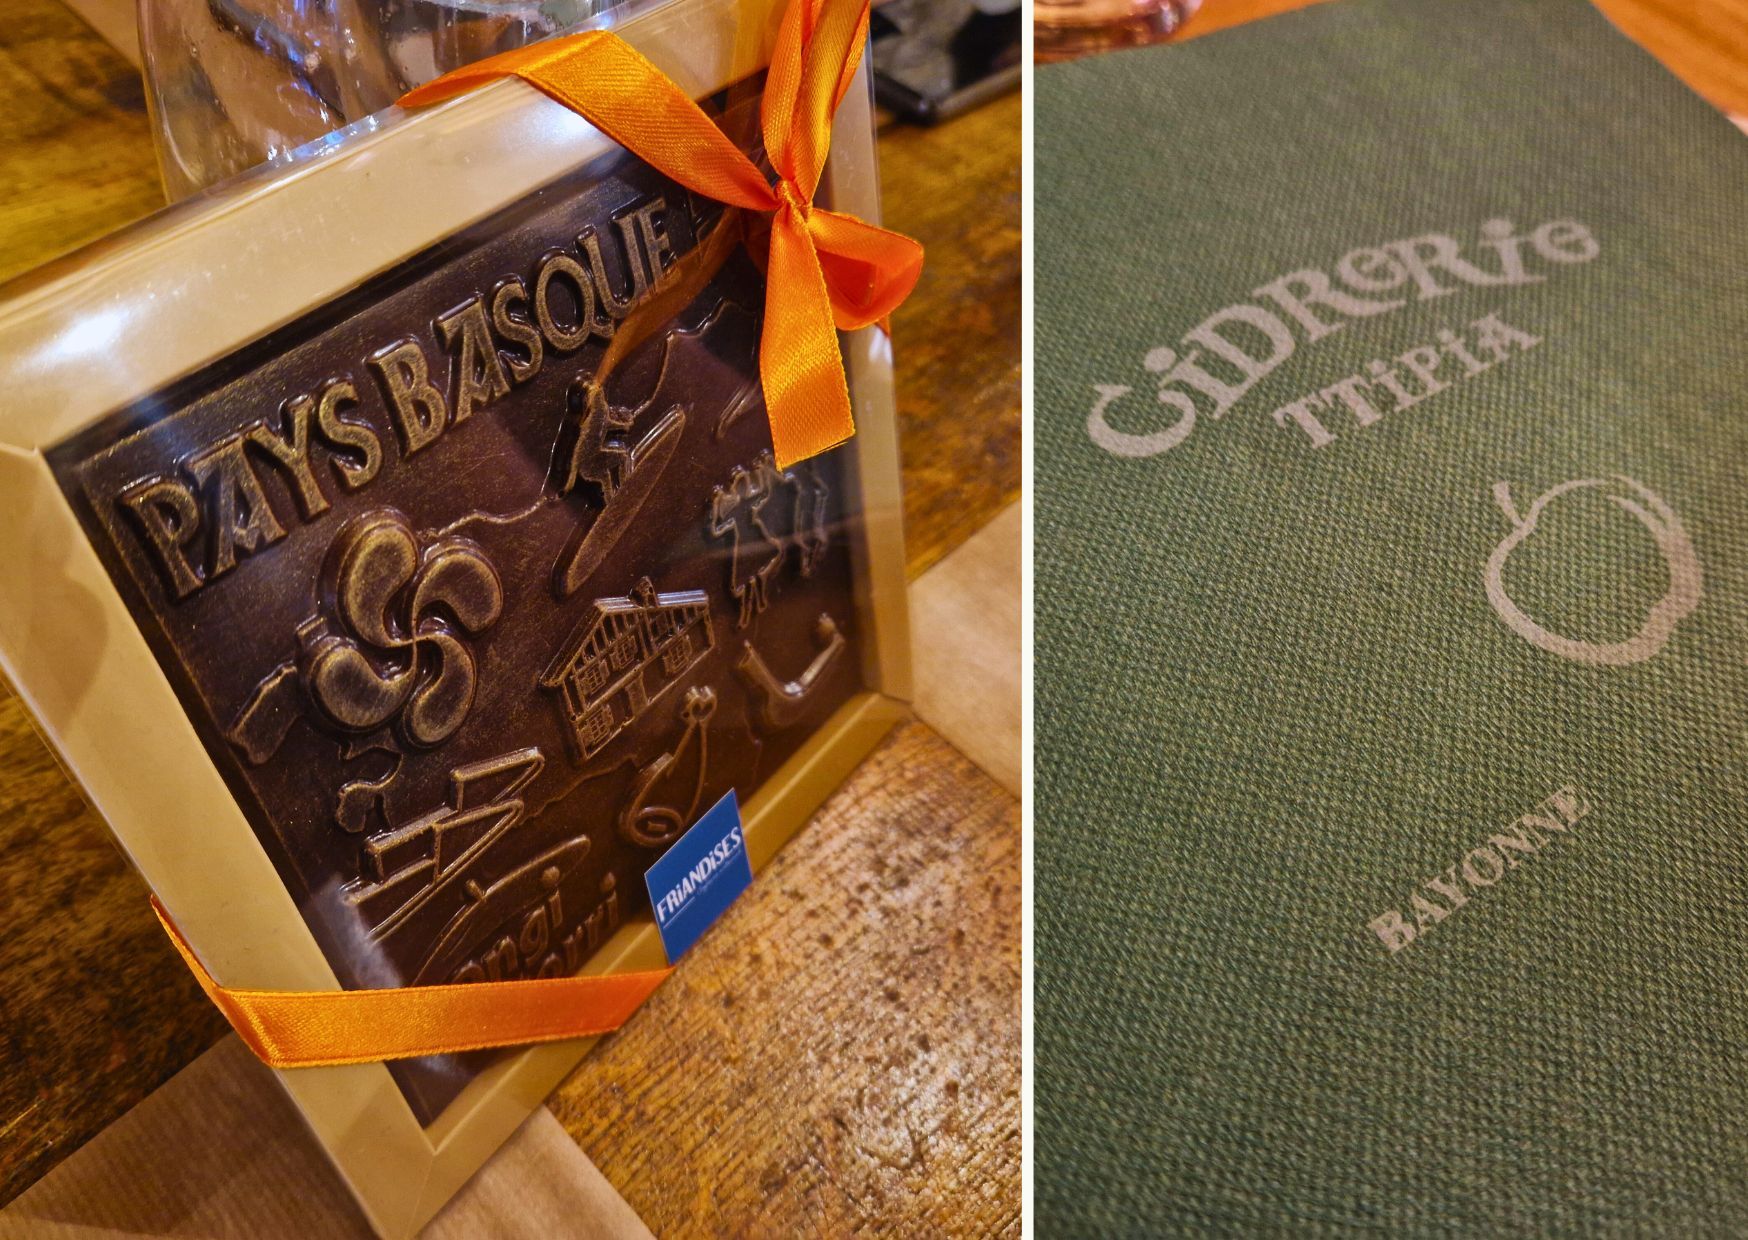 PAYS BASQUE
FRiANDiSES
CiDReRie
TTiPiA
BAYONNE